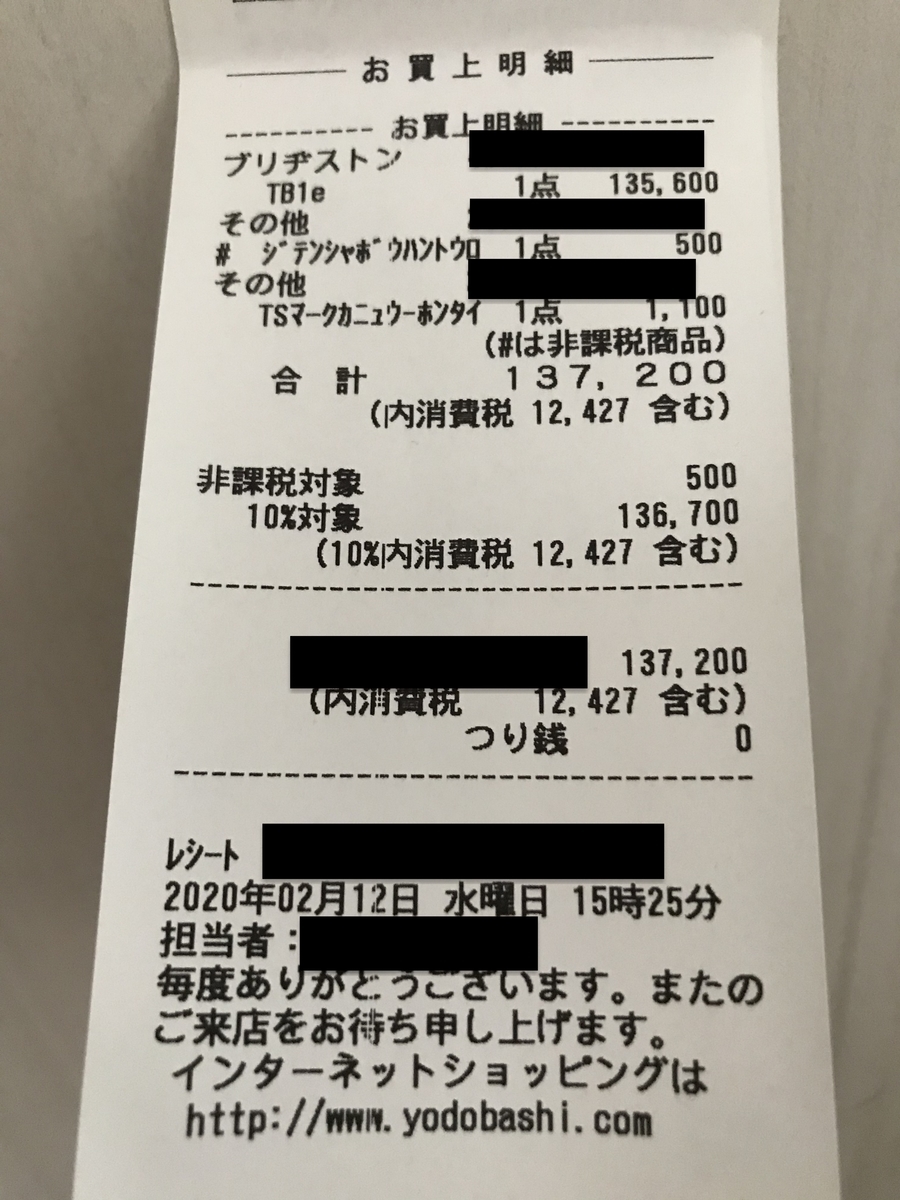 お買上明細
お買上明細
ブリヂストン
TB1e 1点 135,600
その他
# ジテンシャボウハントウロ 1点 500
その他
TSマークカニュウーホンタイ 1点 1,100
(#は非課税商品)
合計 137,200
(内消費税 12,427 含む)
非課税対象 500
10%対象 136,700
(10%内消費税 12,427 含む)
137,200
(内消費税 12,427 含む)
つり銭 0
レシート
2020年02月12日 水曜日 15時25分
担当者:
毎度ありがとうございます。またの
ご来店をお待ち申し上げます。
インターネットショッピングは
http://www.yodobashi.com